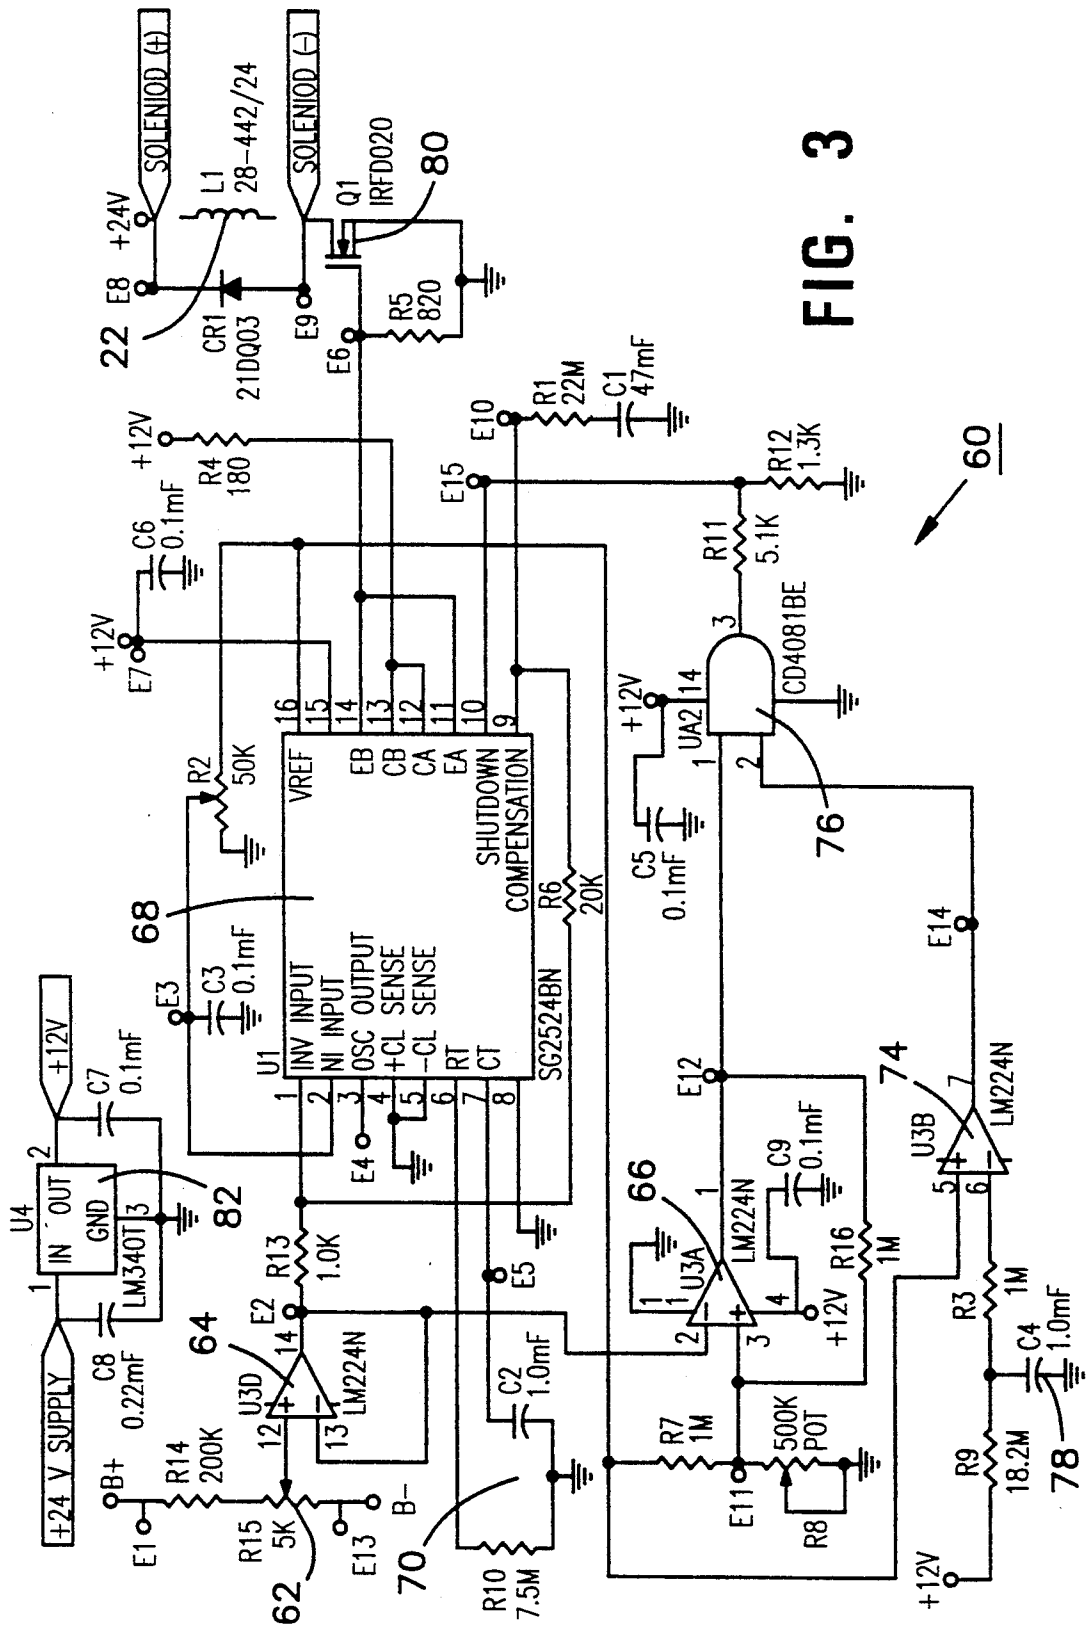 +24 V SUPPLY
C8
0.22mF
U4
1
IN OUT
GND
2
3
LM340T
82
+12V
C7
0.1mF
E1
B+
R14
200K
R15
5K
62
E13
B-
12
13
U3D
+
−
64
14
LM224N
E2
R13
1.0K
E3
C3
0.1mF
68
R2
50K
U1
1
2
3
4
5
6
7
8
INV INPUT
NI INPUT
OSC OUTPUT
+CL SENSE
-CL SENSE
RT
CT
VREF
EB
CB
CA
EA
SHUTDOWN
COMPENSATION
16
15
14
13
12
11
10
9
SG2524BN
E4
E5
R6
20K
+12V
E7
C6
0.1mF
+12V
R4
180
22
E8
+24V
SOLENIOD (+)
CR1
21DQ03
L1
28-442/24
E9
SOLENIOD (-)
E6
R5
820
Q1
IRFD020
80
E15
E10
R1
22M
C1
47mF
70
R10
7.5M
C2
1.0mF
R7
1M
E11
500K
POT
R8
2
3
−
+
1
1
4
U3A
66
1
LM224N
+12V
C9
0.1mF
R16
1M
E12
C5
0.1mF
+12V
UA2
14
1
2
3
76
CD4081BE
R11
5.1K
R12
1.3K
60
+12V
R9
18.2M
78
C4
1.0mF
R3
1M
5
6
U3B
+
−
74
7
LM224N
E14
FIG. 3